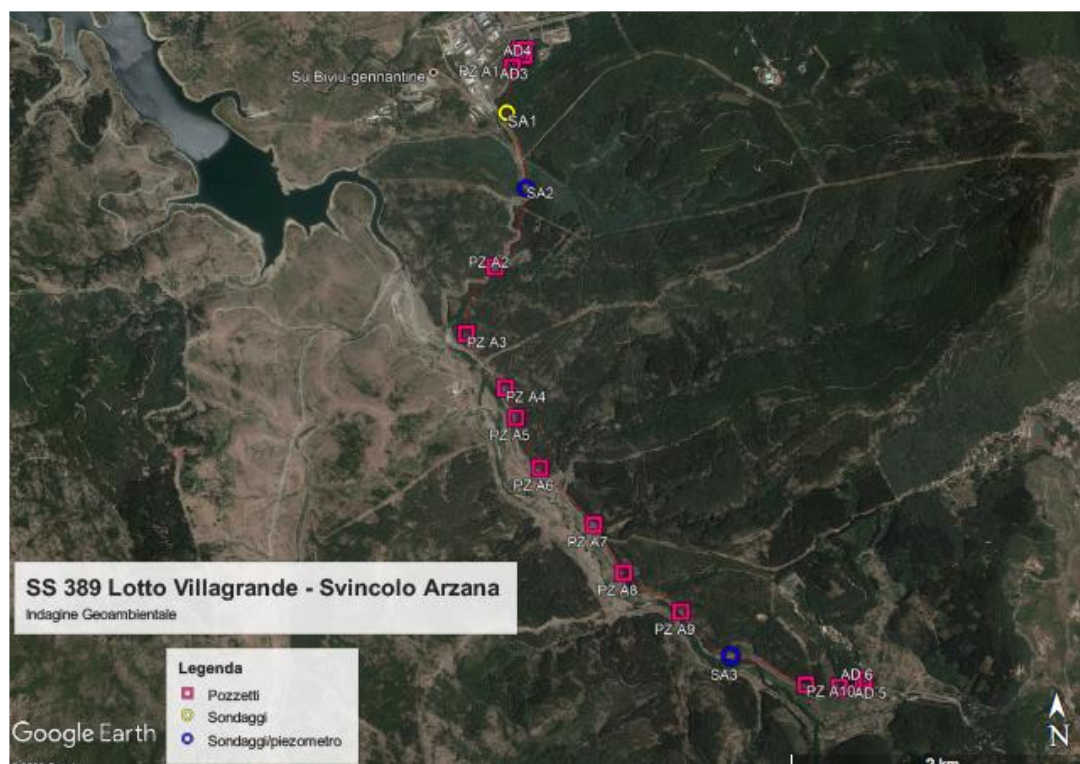 AD4
PZ A1 AD3
Su Biviu-gennantine
SA1
SA2
PZ A2
PZ A3
PZ A4
PZ A5
PZ A6
PZ A7
PZ A8
PZ A9
SA3
AD 6
PZ A10 AD 5
SS 389 Lotto Villagrande - Svincolo Arzana
Indagine Geoambientale
Legenda
Pozzetti
Sondaggi
Sondaggi/piezometro
Google Earth
N
2 km